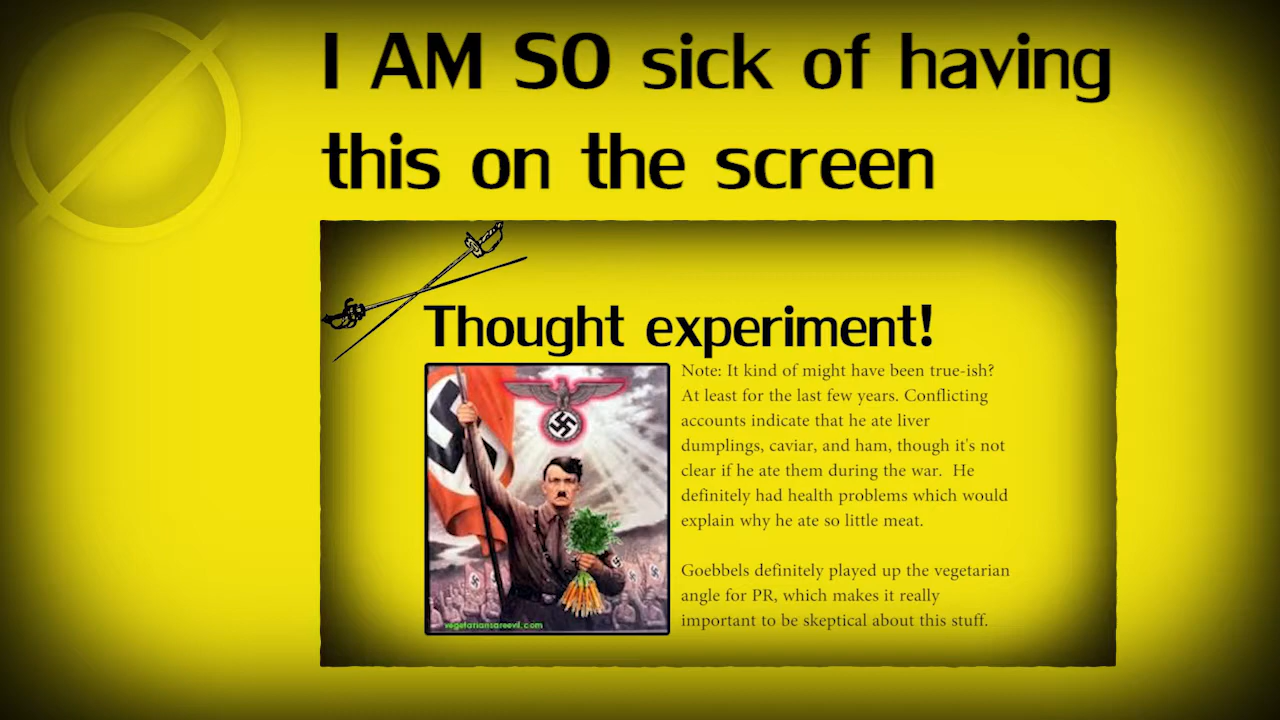 I AM SO sick of having
this on the screen
Thought experiment!
Note: It kind of might have been true-ish?
At least for the last few years. Conflicting
accounts indicate that he ate liver
dumplings, caviar, and ham, though it's not
clear if he ate them during the war.  He
definitely had health problems which would
explain why he ate so little meat.
Goebbels definitely played up the vegetarian
angle for PR, which makes it really
important to be skeptical about this stuff.
vegetariansareevil.com